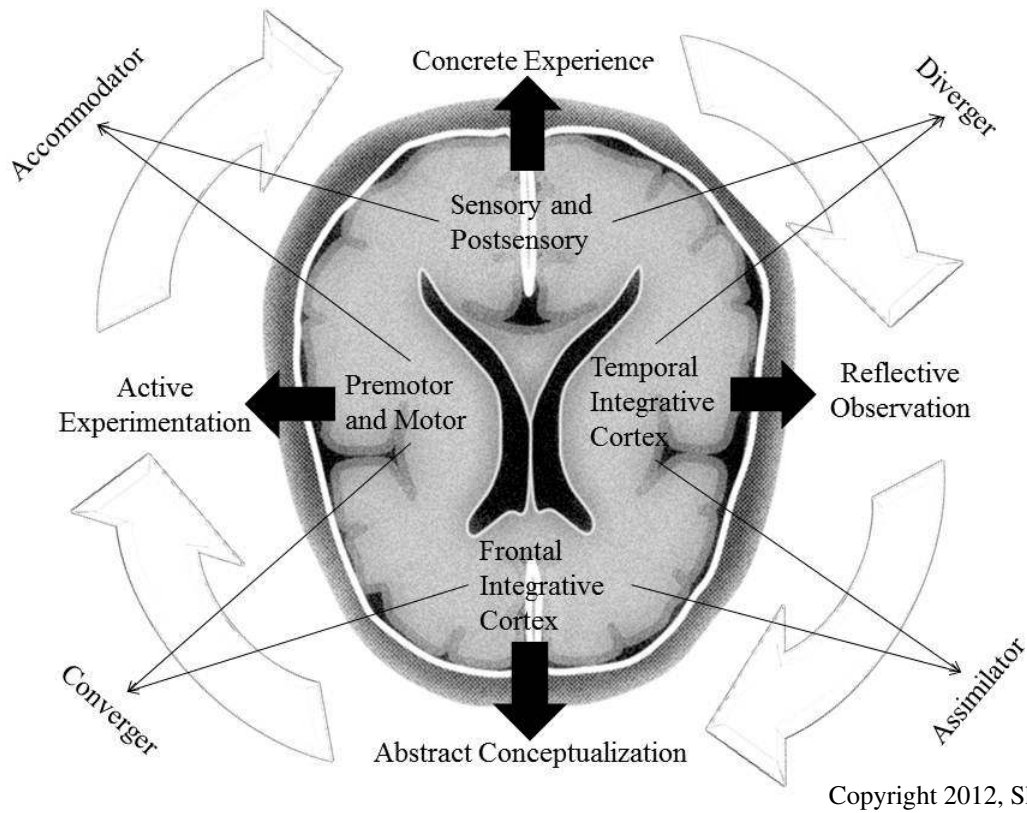 Concrete Experience
Accommodator
Diverger
Sensory and
Postsensory
Active
Experimentation
Premotor
and Motor
Temporal
Integrative
Cortex
Reflective
Observation
Frontal
Integrative
Cortex
Converger
Assimilator
Abstract Conceptualization
Copyright 2012,